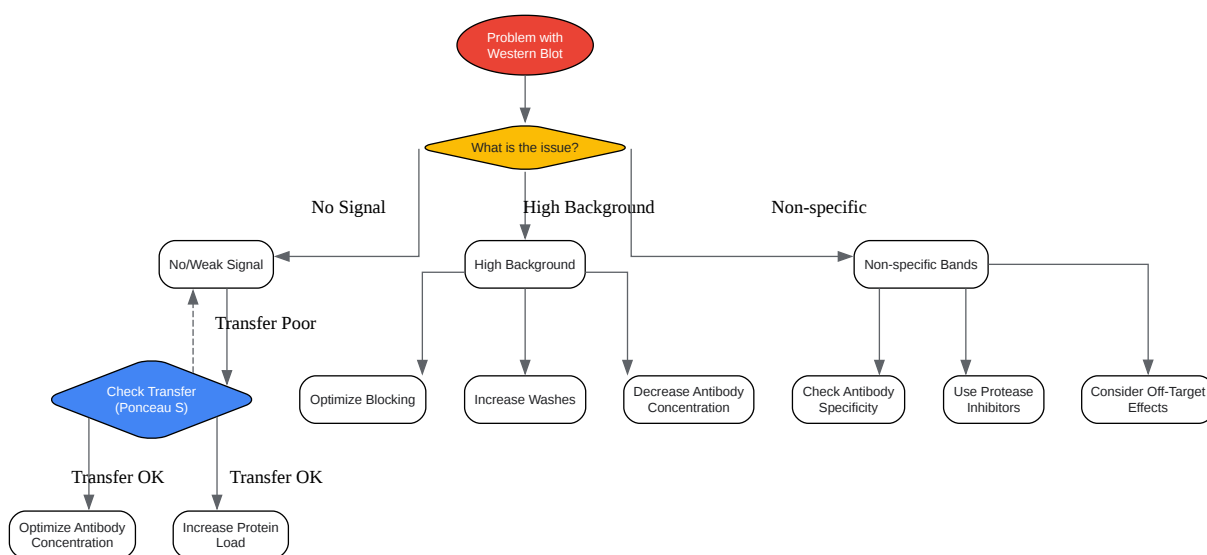 Problem with
Western Blot
What is the issue?
No Signal
High Background
Non-specific
No/Weak Signal
High Background
Non-specific Bands
Transfer Poor
Check Transfer
(Ponceau S)
Optimize Blocking
Increase Washes
Decrease Antibody
Concentration
Check Antibody
Specificity
Use Protease
Inhibitors
Consider Off-Target
Effects
Transfer OK
Transfer OK
Optimize Antibody
Concentration
Increase Protein
Load